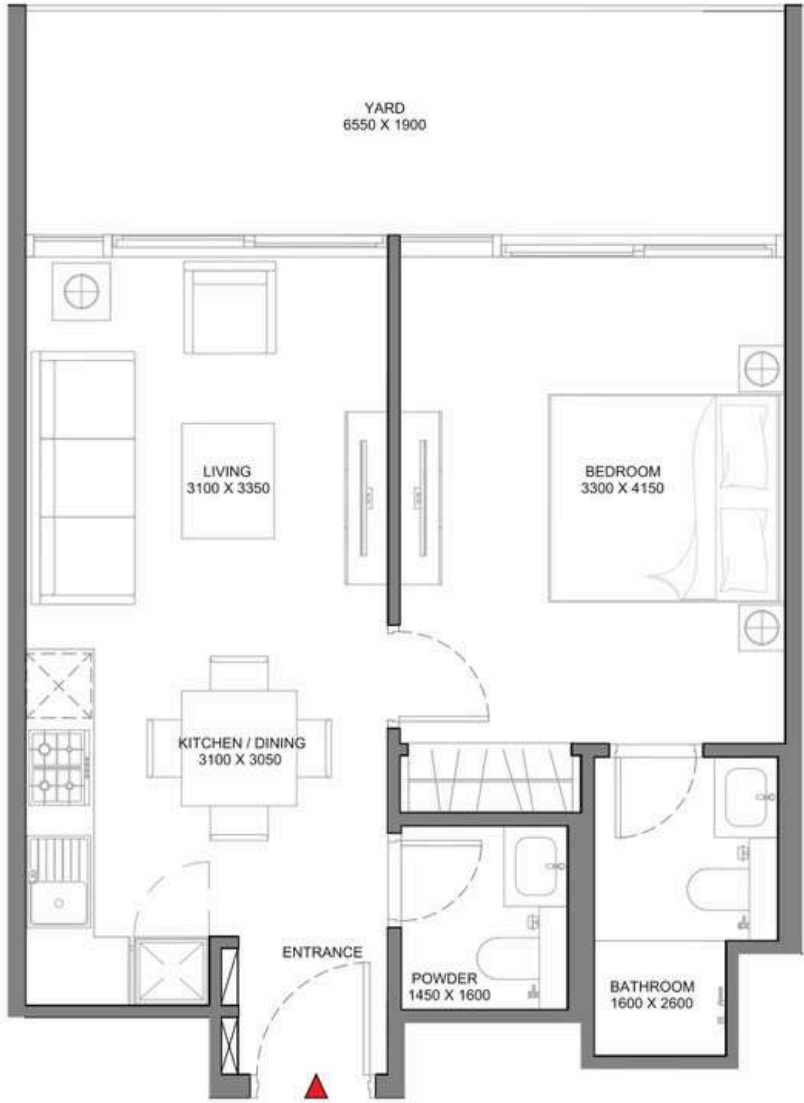 YARD
6550 X 1900
LIVING
3100 X 3350
BEDROOM
3300 X 4150
KITCHEN / DINING
3100 X 3050
ENTRANCE
POWDER
1450 X 1600
BATHROOM
1600 X 2600